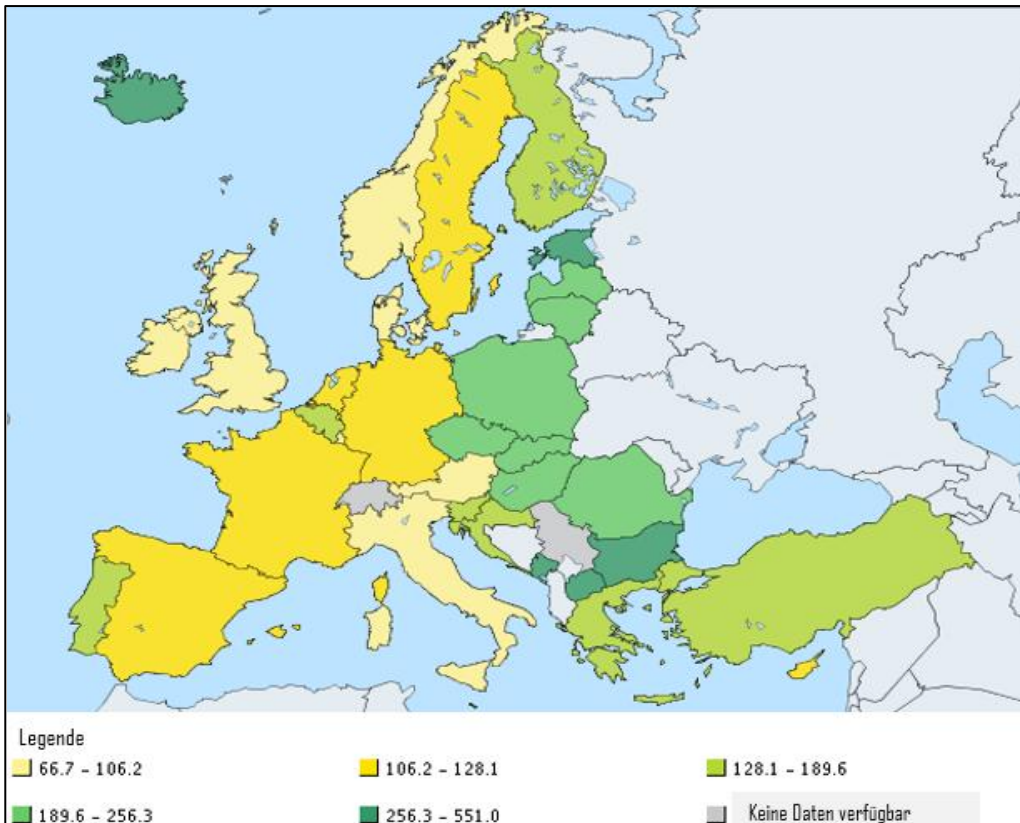 Legende
66.7 - 106.2
106.2 - 128.1
128.1 - 189.6
189.6 - 256.3
256.3 - 551.0
Keine Daten verfügbar